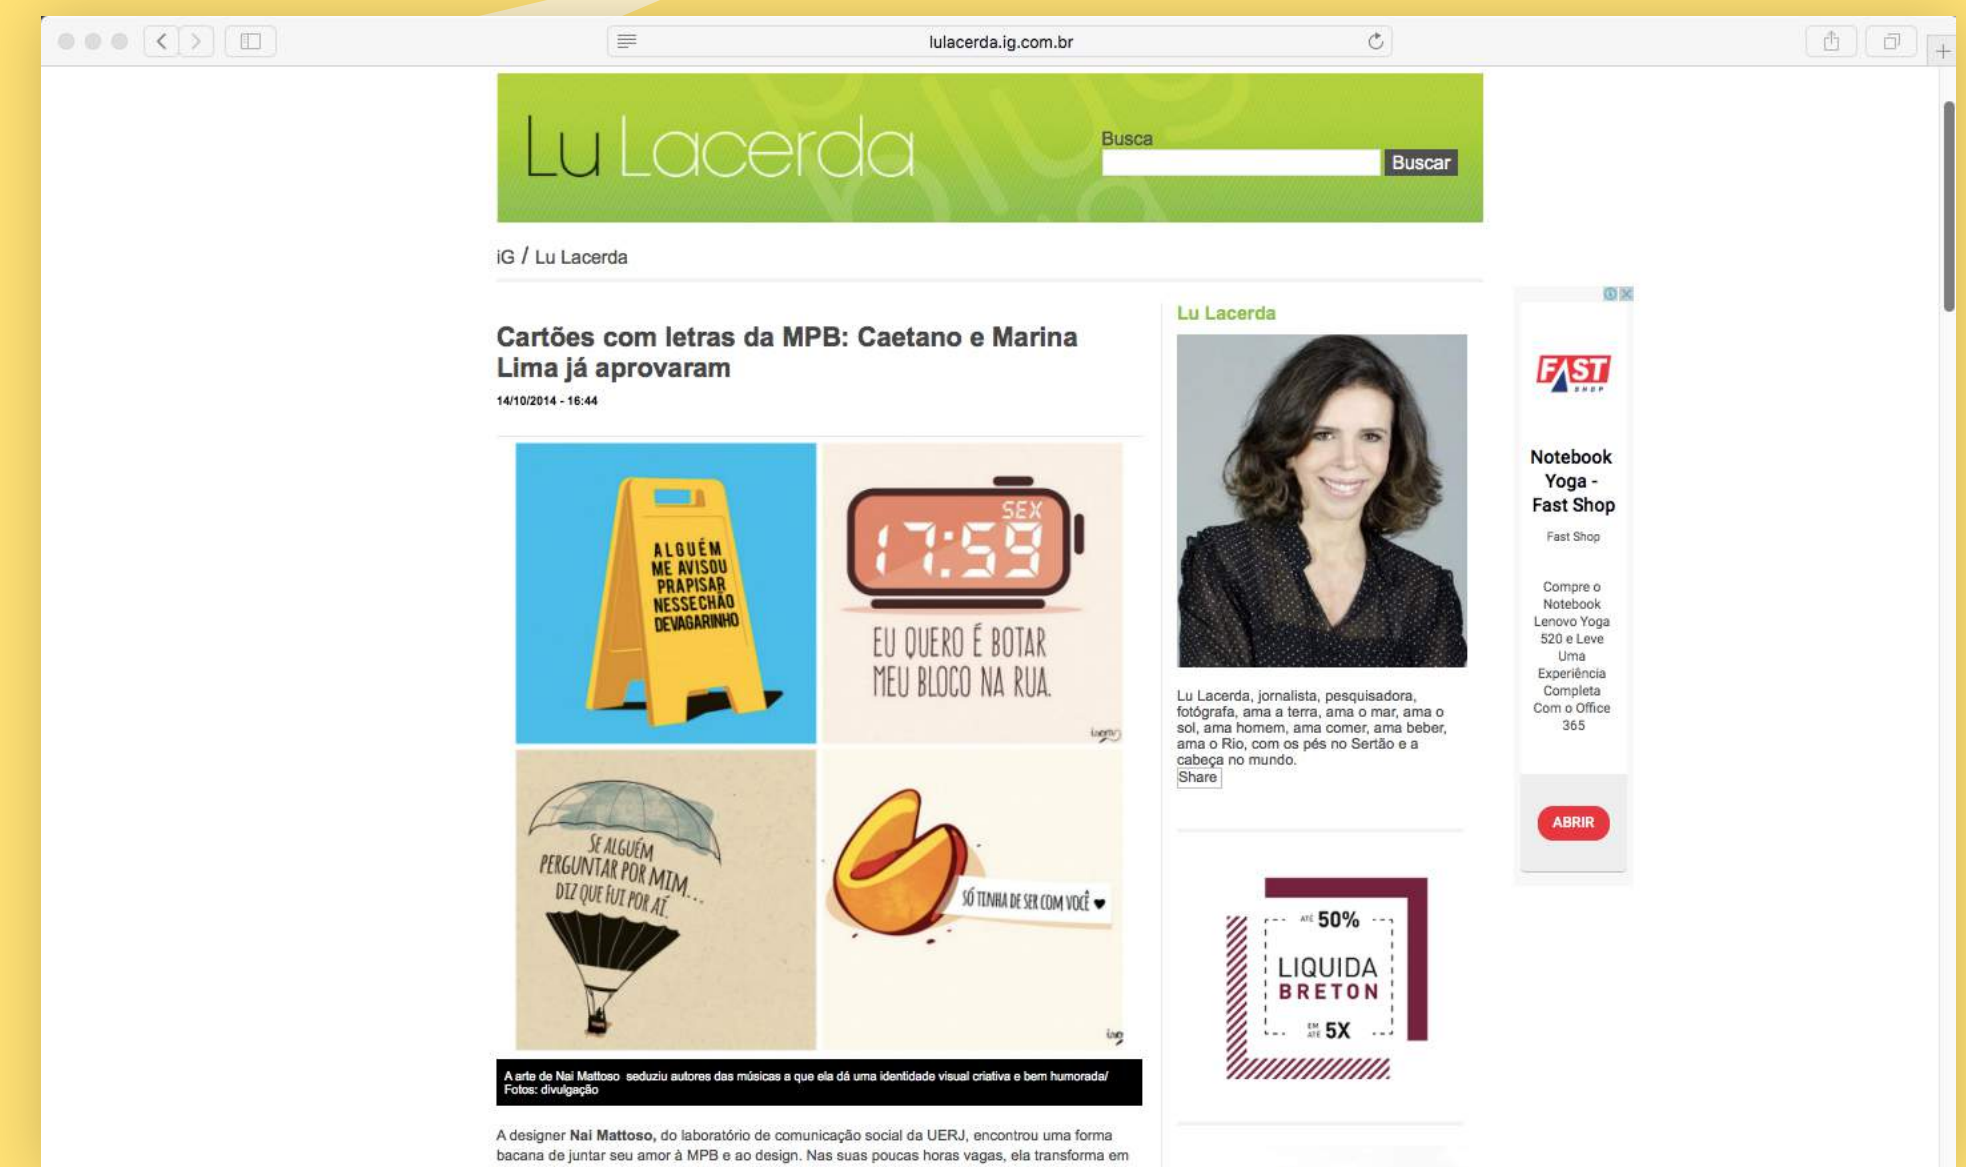 lulacerda.ig.com.br
Lu Lacerda
Busca
Buscar
iG / Lu Lacerda
Cartões com letras da MPB: Caetano e Marina
Lima já aprovaram
14/10/2014 - 16:44
ALGUÉM
ME AVISOU
PRA PISAR
NESSE CHÃO
DEVAGARINHO
SEX
17:59
EU QUERO É BOTAR
MEU BLOCO NA RUA.
SE ALGUÉM
PERGUNTAR POR MIM...
DIZ QUE FUI POR AÍ.
SÓ TINHA DE SER COM VOCÊ ♥
A arte de Nai Mattoso seduziu autores das músicas a que ela dá uma identidade visual criativa e bem humorada/
Fotos: divulgação
A designer Nai Mattoso, do laboratório de comunicação social da UERJ, encontrou uma forma
bacana de juntar seu amor à MPB e ao design. Nas suas poucas horas vagas, ela transforma em
Lu Lacerda
Lu Lacerda, jornalista, pesquisadora,
fotógrafa, ama a terra, ama o mar, ama o
sol, ama homem, ama comer, ama beber,
ama o Rio, com os pés no Sertão e a
cabeça no mundo.
Share
ATÉ 50%
LIQUIDA
BRETON
EM ATÉ 5X
FAST
SHOP
Notebook
Yoga -
Fast Shop
Fast Shop
Compre o
Notebook
Lenovo Yoga
520 e Leve
Uma
Experiência
Completa
Com o Office
365
ABRIR